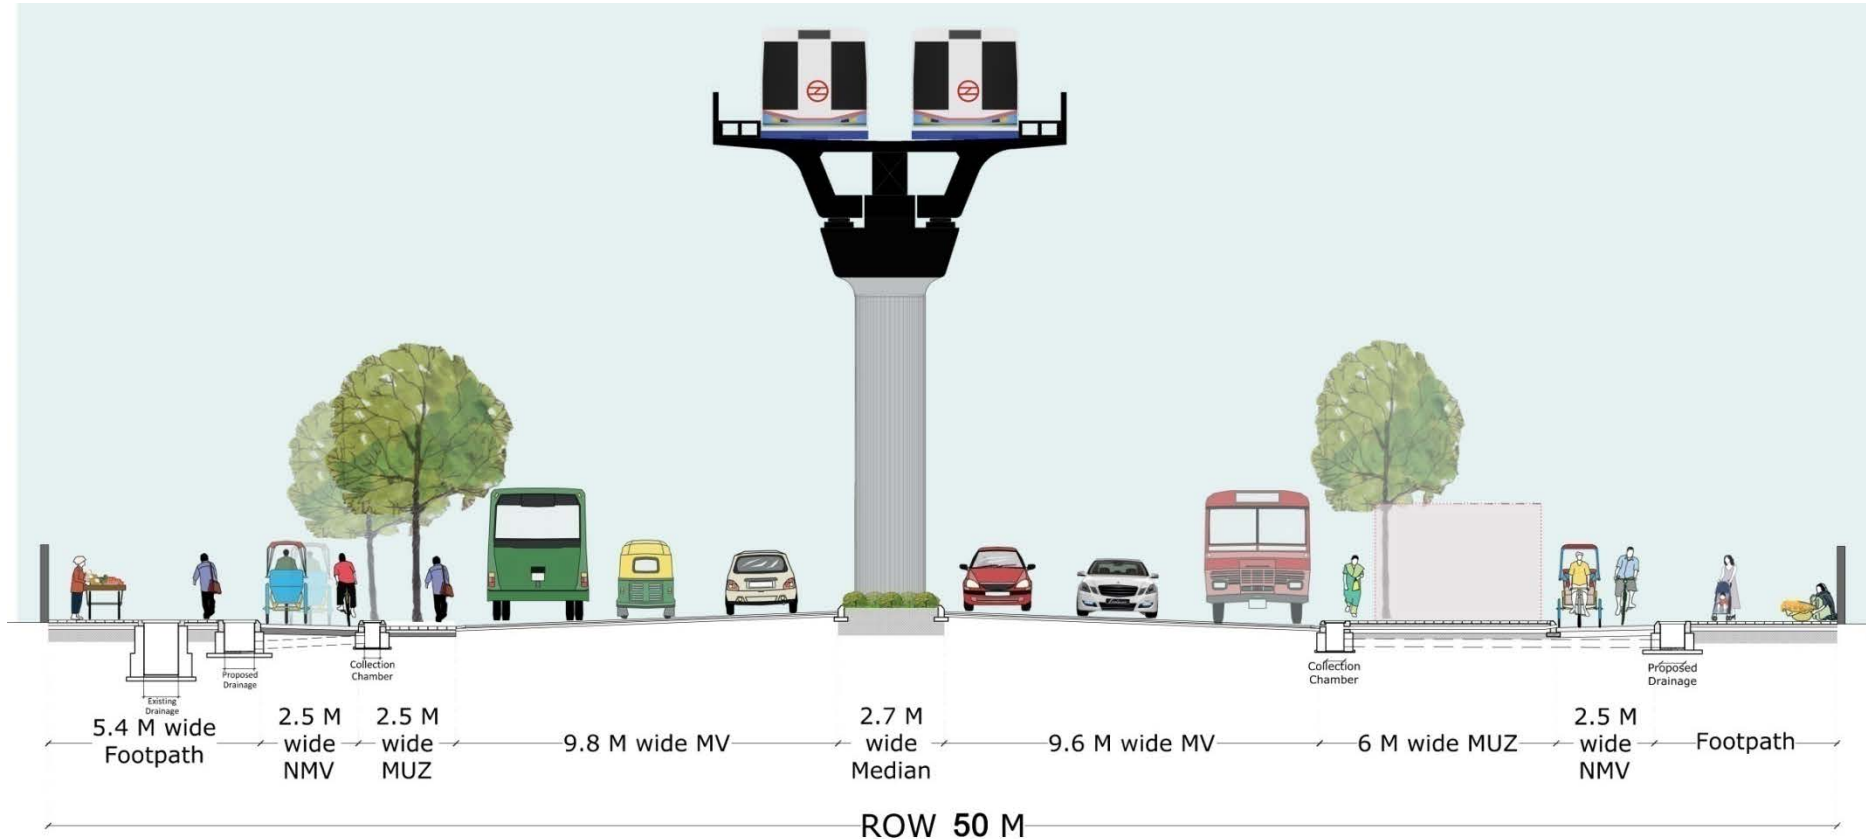 Existing
Drainage
Proposed
Drainage
Collection
Chamber
Collection
Chamber
Proposed
Drainage
5.4 M wide
Footpath
2.5 M
wide
NMV
2.5 M
wide
MUZ
9.8 M wide MV
2.7 M
wide
Median
9.6 M wide MV
6 M wide MUZ
2.5 M
wide
NMV
Footpath
ROW 50 M